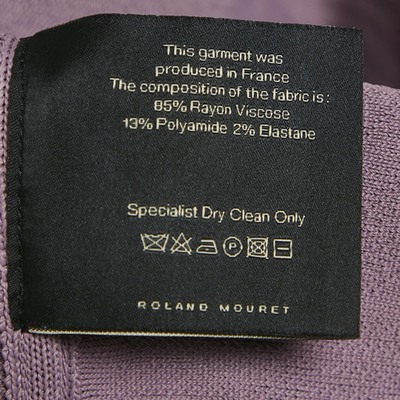 This garment was
produced in France
The composition of the fabric is :
85% Rayon Viscose
13% Polyamide 2% Elastane
Specialist Dry Clean Only
P
ROLAND MOURET